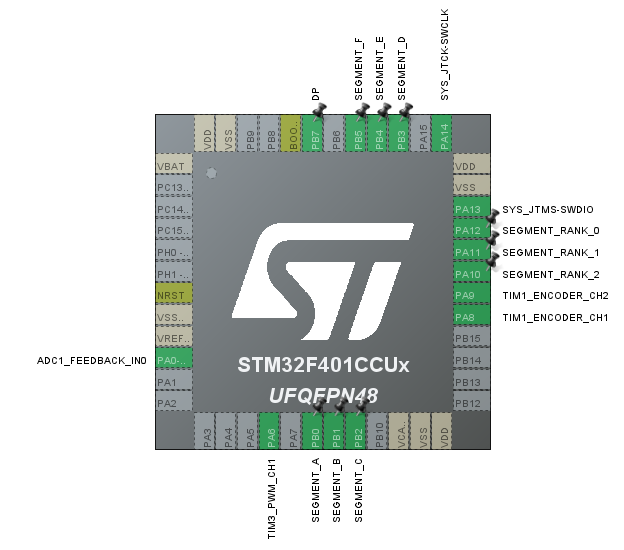 DP
SEGMENT_F
SEGMENT_E
SEGMENT_D
SYS_JTCK-SWCLK
VDD
VSS
PB9
PB8
BOO..
PB7
PB6
PB5
PB4
PB3
PA15
PA14
VBAT
PC13..
PC14..
PC15..
PH0 -..
PH1 -..
NRST
VSS..
VREF..
ADC1_FEEDBACK_IN0
PA0-..
PA1
PA2
VDD
VSS
PA13
SYS_JTMS-SWDIO
PA12
SEGMENT_RANK_0
PA11
SEGMENT_RANK_1
PA10
SEGMENT_RANK_2
PA9
TIM1_ENCODER_CH2
PA8
TIM1_ENCODER_CH1
PB15
PB14
PB13
PB12
ST
STM32F401CCUx
UFQFPN48
PA3
PA4
PA5
PA6
PA7
PB0
PB1
PB2
PB10
VCA..
VSS
VDD
TIM3_PWM_CH1
SEGMENT_A
SEGMENT_B
SEGMENT_C